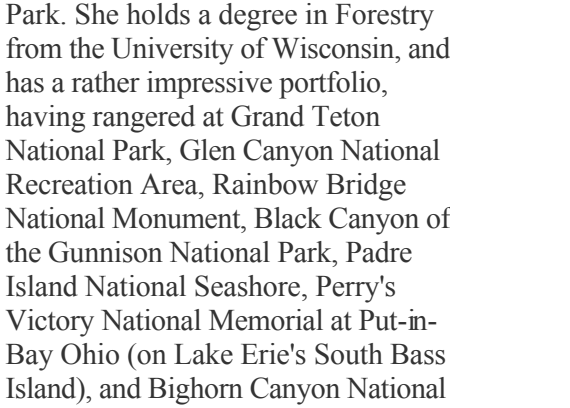 Park. She holds a degree in Forestry
from the University of Wisconsin, and
has a rather impressive portfolio,
having rangered at Grand Teton
National Park, Glen Canyon National
Recreation Area, Rainbow Bridge
National Monument, Black Canyon of
the Gunnison National Park, Padre
Island National Seashore, Perry's
Victory National Memorial at Put-in-
Bay Ohio (on Lake Erie's South Bass
Island), and Bighorn Canyon National